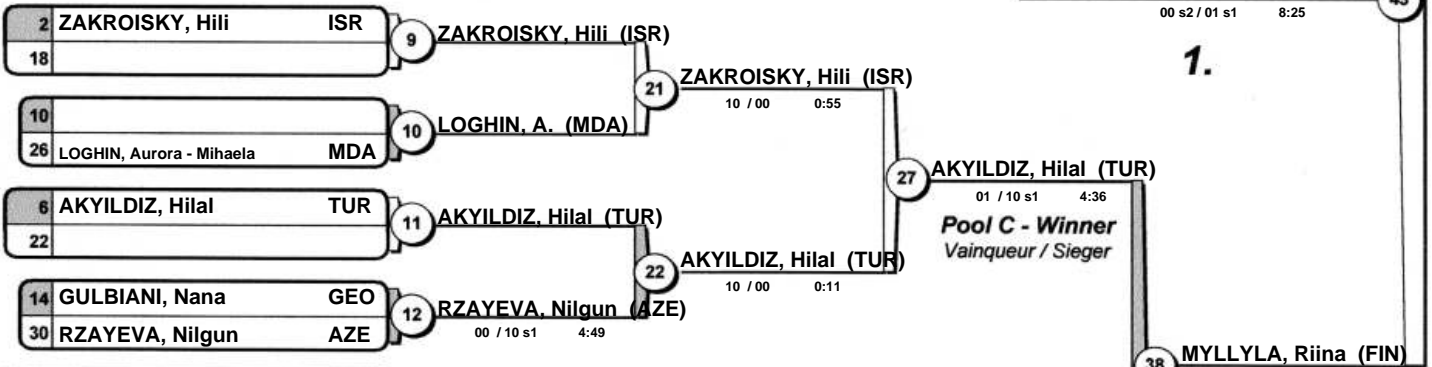 2 ZAKROISKY, Hili ISR
18
9
ZAKROISKY, Hili (ISR)
10
26 LOGHIN, Aurora - Mihaela MDA
10
LOGHIN, A. (MDA)
21
ZAKROISKY, Hili (ISR)
10 / 00 0:55
6 AKYILDIZ, Hilal TUR
22
11
AKYILDIZ, Hilal (TUR)
14 GULBIANI, Nana GEO
30 RZAYEVA, Nilgun AZE
12
RZAYEVA, Nilgun (AZE)
00 / 10 s1 4:49
22
AKYILDIZ, Hilal (TUR)
10 / 00 0:11
27
AKYILDIZ, Hilal (TUR)
01 / 10 s1 4:36
Pool C - Winner
Vainqueur / Sieger
00 s2 / 01 s1 8:25
1.
38
MYLLYLA, Riina (FIN)